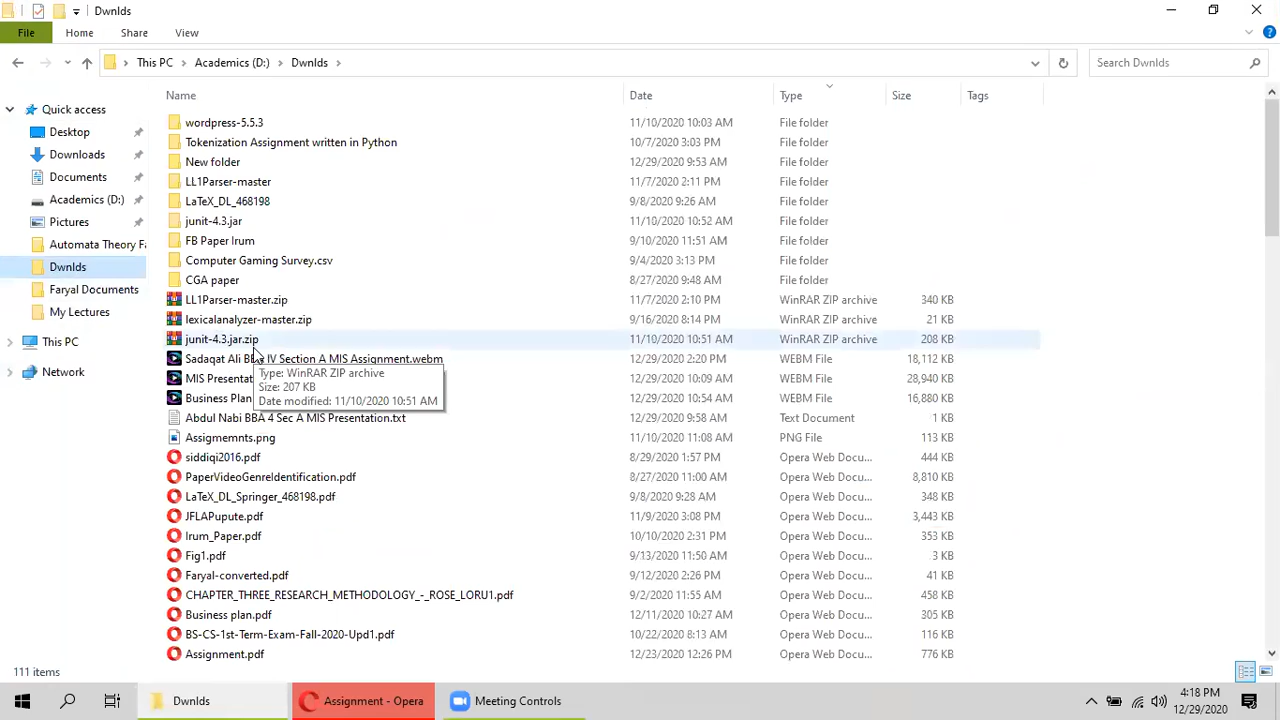 Dwnlds
File Home Share View
This PC Academics (D:) Dwnlds Search Dwnlds
Name Date Type Size Tags
Quick access
Desktop
Downloads
Documents
Academics (D:)
Pictures
Automata Theory Fa
Dwnlds
Faryal Documents
My Lectures
This PC
Network
wordpress-5.5.3 11/10/2020 10:03 AM File folder
Tokenization Assignment written in Python 10/7/2020 3:03 PM File folder
New folder 12/29/2020 9:53 AM File folder
LL1Parser-master 11/7/2020 2:11 PM File folder
LaTeX_DL_468198 9/8/2020 9:26 AM File folder
junit-4.3.jar 11/10/2020 10:52 AM File folder
FB Paper Irum 9/10/2020 11:51 AM File folder
Computer Gaming Survey.csv 9/4/2020 3:13 PM File folder
CGA paper 8/27/2020 9:48 AM File folder
LL1Parser-master.zip 11/7/2020 2:10 PM WinRAR ZIP archive 340 KB
lexicalanalyzer-master.zip 9/16/2020 8:14 PM WinRAR ZIP archive 21 KB
junit-4.3.jar.zip 11/10/2020 10:51 AM WinRAR ZIP archive 208 KB
Sadaqat Ali BBA IV Section A MIS Assignment.webm 12/29/2020 2:20 PM WEBM File 18,112 KB
MIS Presentat 12/29/2020 10:09 AM WEBM File 28,940 KB
Business Plan 12/29/2020 10:54 AM WEBM File 16,880 KB
Type: WinRAR ZIP archive
Size: 207 KB
Date modified: 11/10/2020 10:51 AM
Abdul Nabi BBA 4 Sec A MIS Presentation.txt 12/29/2020 2:20 PM Text Document 1 KB
Assigmemnts.png 11/10/2020 11:08 AM PNG File 113 KB
siddiqi2016.pdf 8/29/2020 1:57 PM Opera Web Docu... 444 KB
PaperVideoGenreIdentification.pdf 8/27/2020 11:00 AM Opera Web Docu... 8,810 KB
LaTeX_DL_Springer_468198.pdf 9/8/2020 9:28 AM Opera Web Docu... 348 KB
JFLAPupute.pdf 11/9/2020 3:08 PM Opera Web Docu... 3,443 KB
Irum_Paper.pdf 10/10/2020 2:31 PM Opera Web Docu... 353 KB
Fig1.pdf 9/13/2020 11:50 AM Opera Web Docu... 3 KB
Faryal-converted.pdf 9/12/2020 2:26 PM Opera Web Docu... 41 KB
CHAPTER_THREE_RESEARCH_METHODOLOGY_-_ROSE_LORU1.pdf 9/2/2020 11:55 AM Opera Web Docu... 458 KB
Business plan.pdf 12/11/2020 10:27 AM Opera Web Docu... 305 KB
BS-CS-1st-Term-Exam-Fall-2020-Upd1.pdf 10/22/2020 8:13 AM Opera Web Docu... 116 KB
Assignment.pdf 12/23/2020 12:26 PM Opera Web Docu... 776 KB
111 items
Dwnlds Assignment - Opera Meeting Controls 4:18 PM
12/29/2020